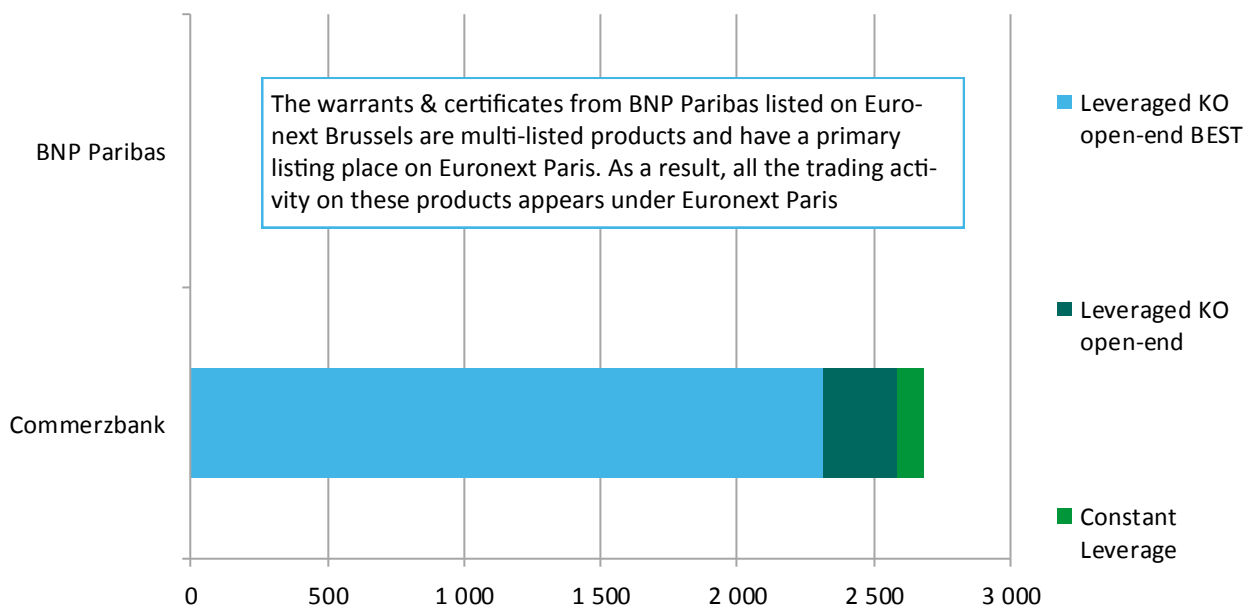 BNP Paribas
The warrants & certificates from BNP Paribas listed on Euro-
next Brussels are multi-listed products and have a primary
listing place on Euronext Paris. As a result, all the trading acti-
vity on these products appears under Euronext Paris
Leveraged KO
open-end BEST
Leveraged KO
open-end
Commerzbank
Constant
Leverage
0 500 1 000 1 500 2 000 2 500 3 000